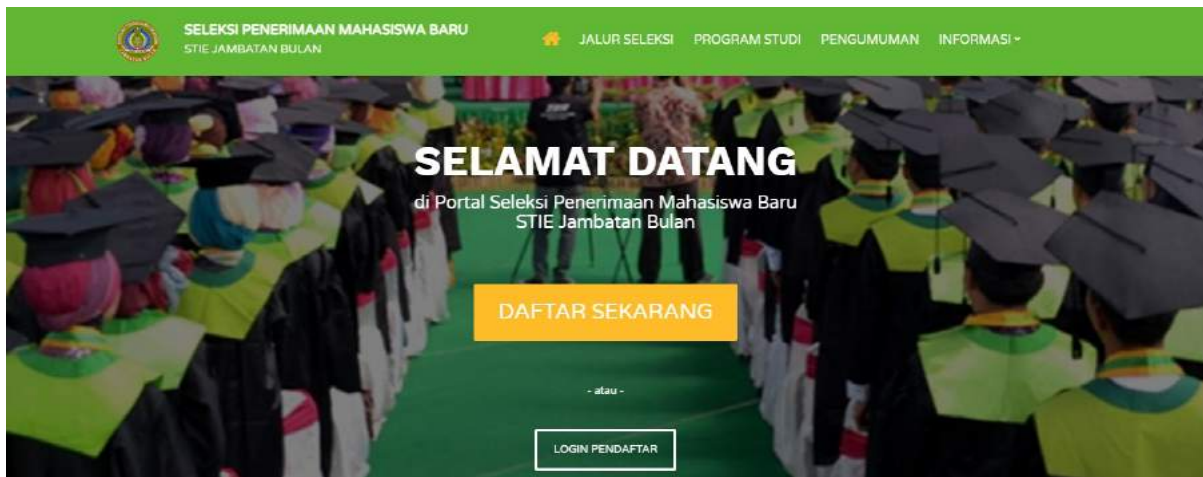 SELEKSI PENERIMAAN MAHASISWA BARU
STIE JAMBATAN BULAN
JALUR SELEKSI PROGRAM STUDI PENGUMUMAN INFORMASI
SELAMAT DATANG
di Portal Seleksi Penerimaan Mahasiswa Baru
STIE Jambatan Bulan
DAFTAR SEKARANG
- atau -
LOGIN PENDAFTAR